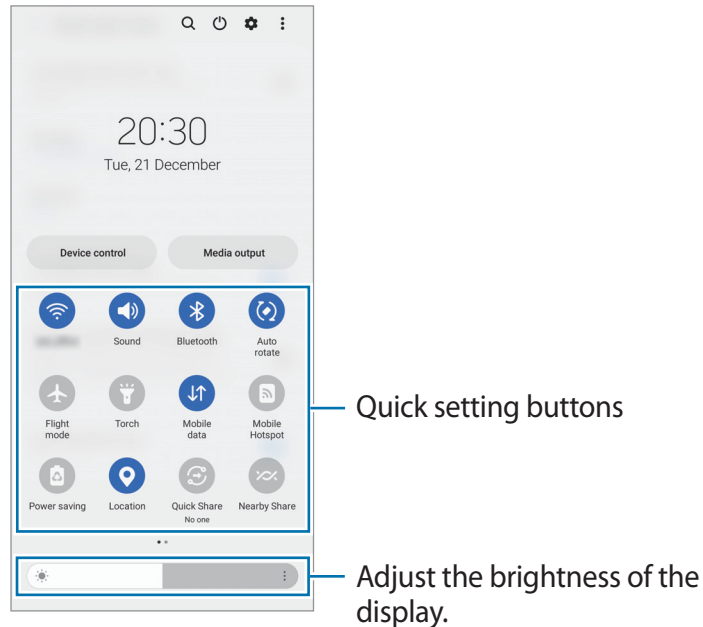 20:30
Tue, 21 December
Device control Media output
Sound Bluetooth Auto
rotate
Flight
mode Torch Mobile
data Mobile
Hotspot
Quick setting buttons
Power saving Location Quick Share Nearby Share
No one
Adjust the brightness of the
display.